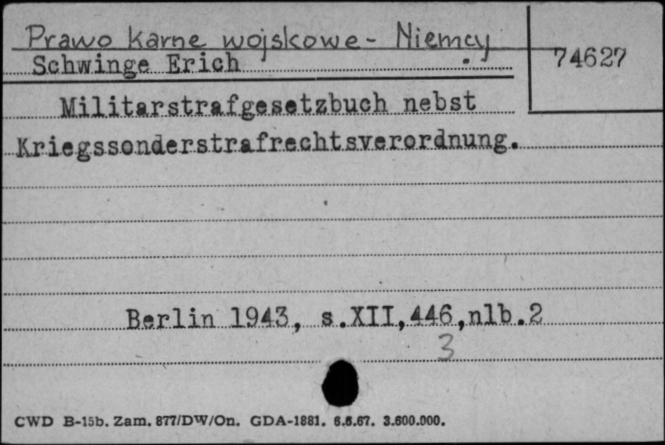 Prawo Karne wojskowe - Niemcy
74627
Schwinge Erich
Militarstrafgesetzbuch nebst
Kriegssonderstrafrechtsverordnung.
Berlin 1943, s.XII,446,nlb.2
3
CWD B-15b. Zam. 877/DW/On. GDA-1881. 6.6.67. 3.600.000.